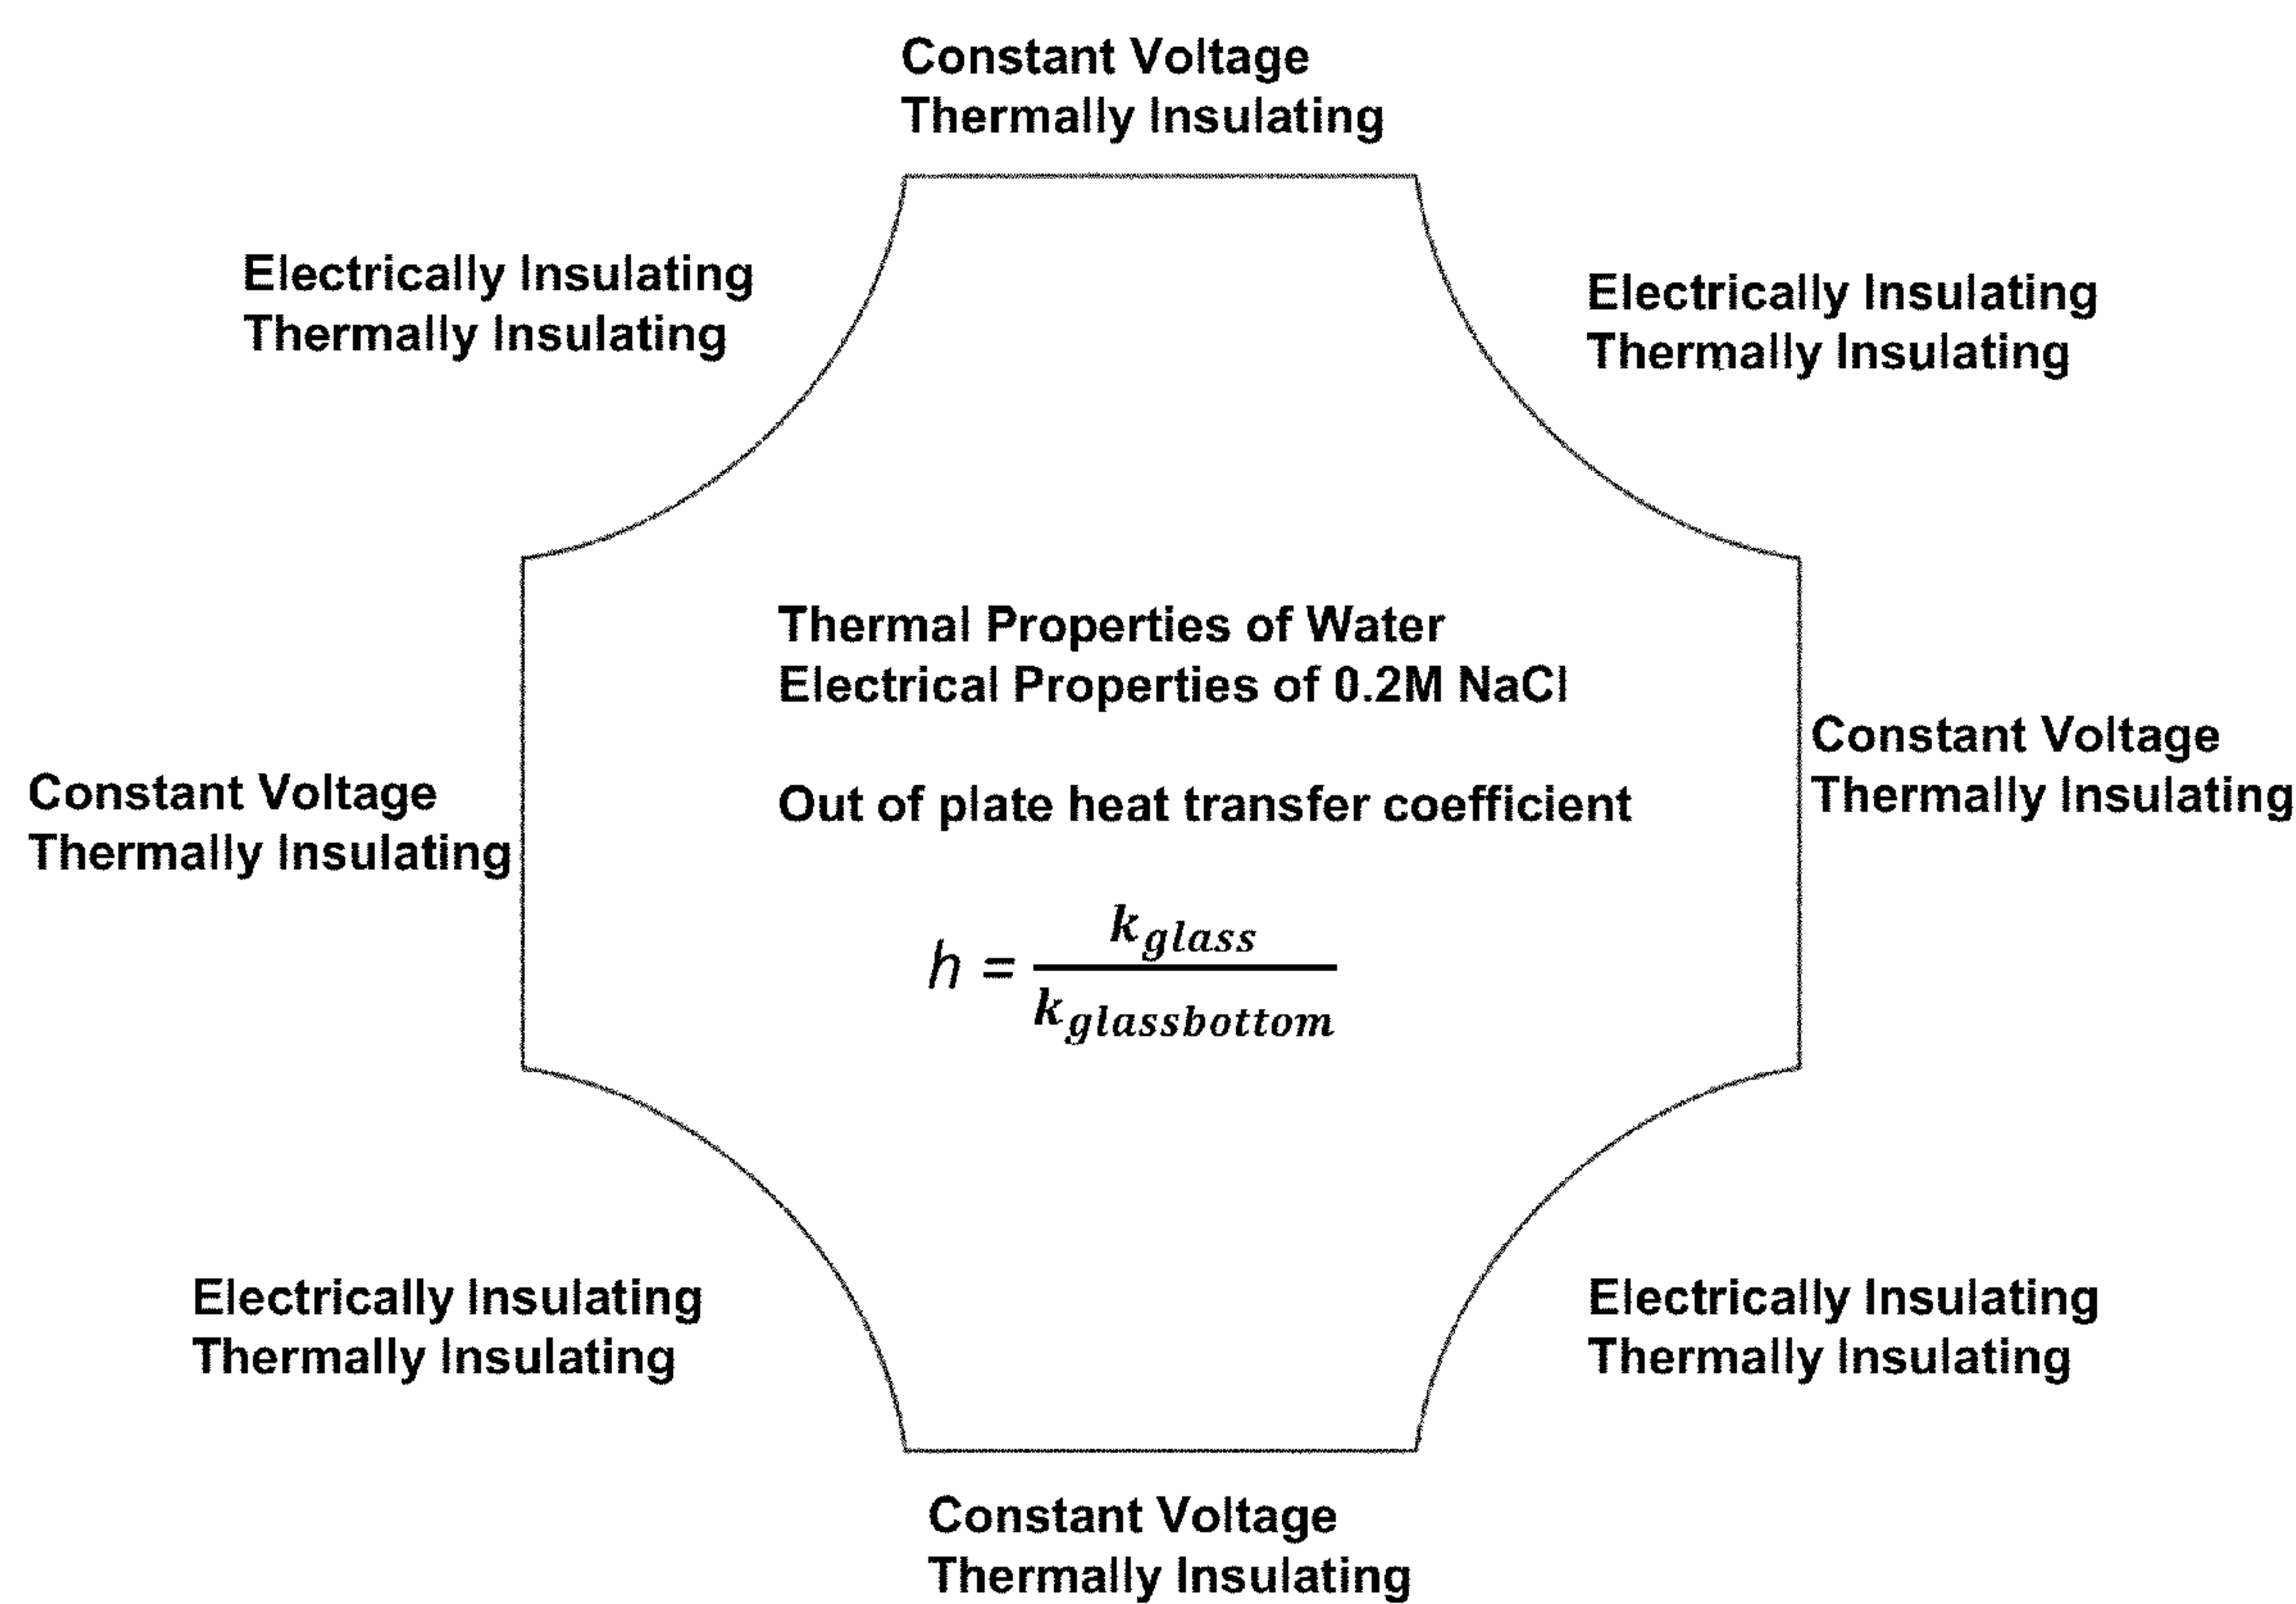 Constant Voltage
Thermally Insulating
Electrically Insulating
Thermally Insulating
Electrically Insulating
Thermally Insulating
Thermal Properties of Water
Electrical Properties of 0.2M NaCl
Constant Voltage
Thermally Insulating
Constant Voltage
Thermally Insulating
Out of plate heat transfer coefficient
h = k_glass / k_glassbottom
Electrically Insulating
Thermally Insulating
Electrically Insulating
Thermally Insulating
Constant Voltage
Thermally Insulating